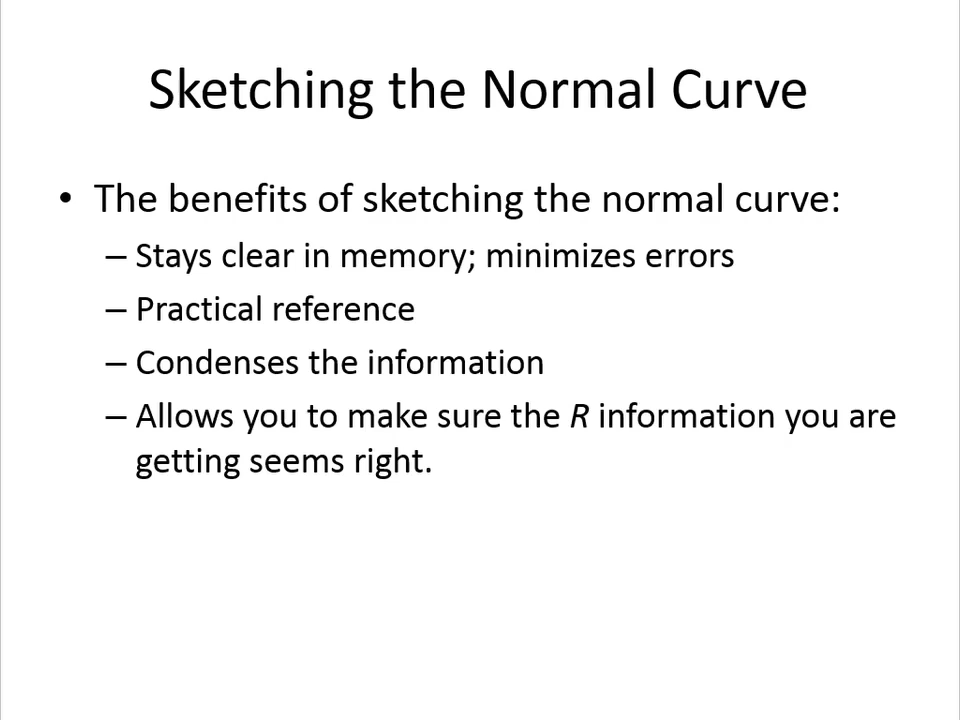 Sketching the Normal Curve
• The benefits of sketching the normal curve:
– Stays clear in memory; minimizes errors
– Practical reference
– Condenses the information
– Allows you to make sure the R information you are
getting seems right.